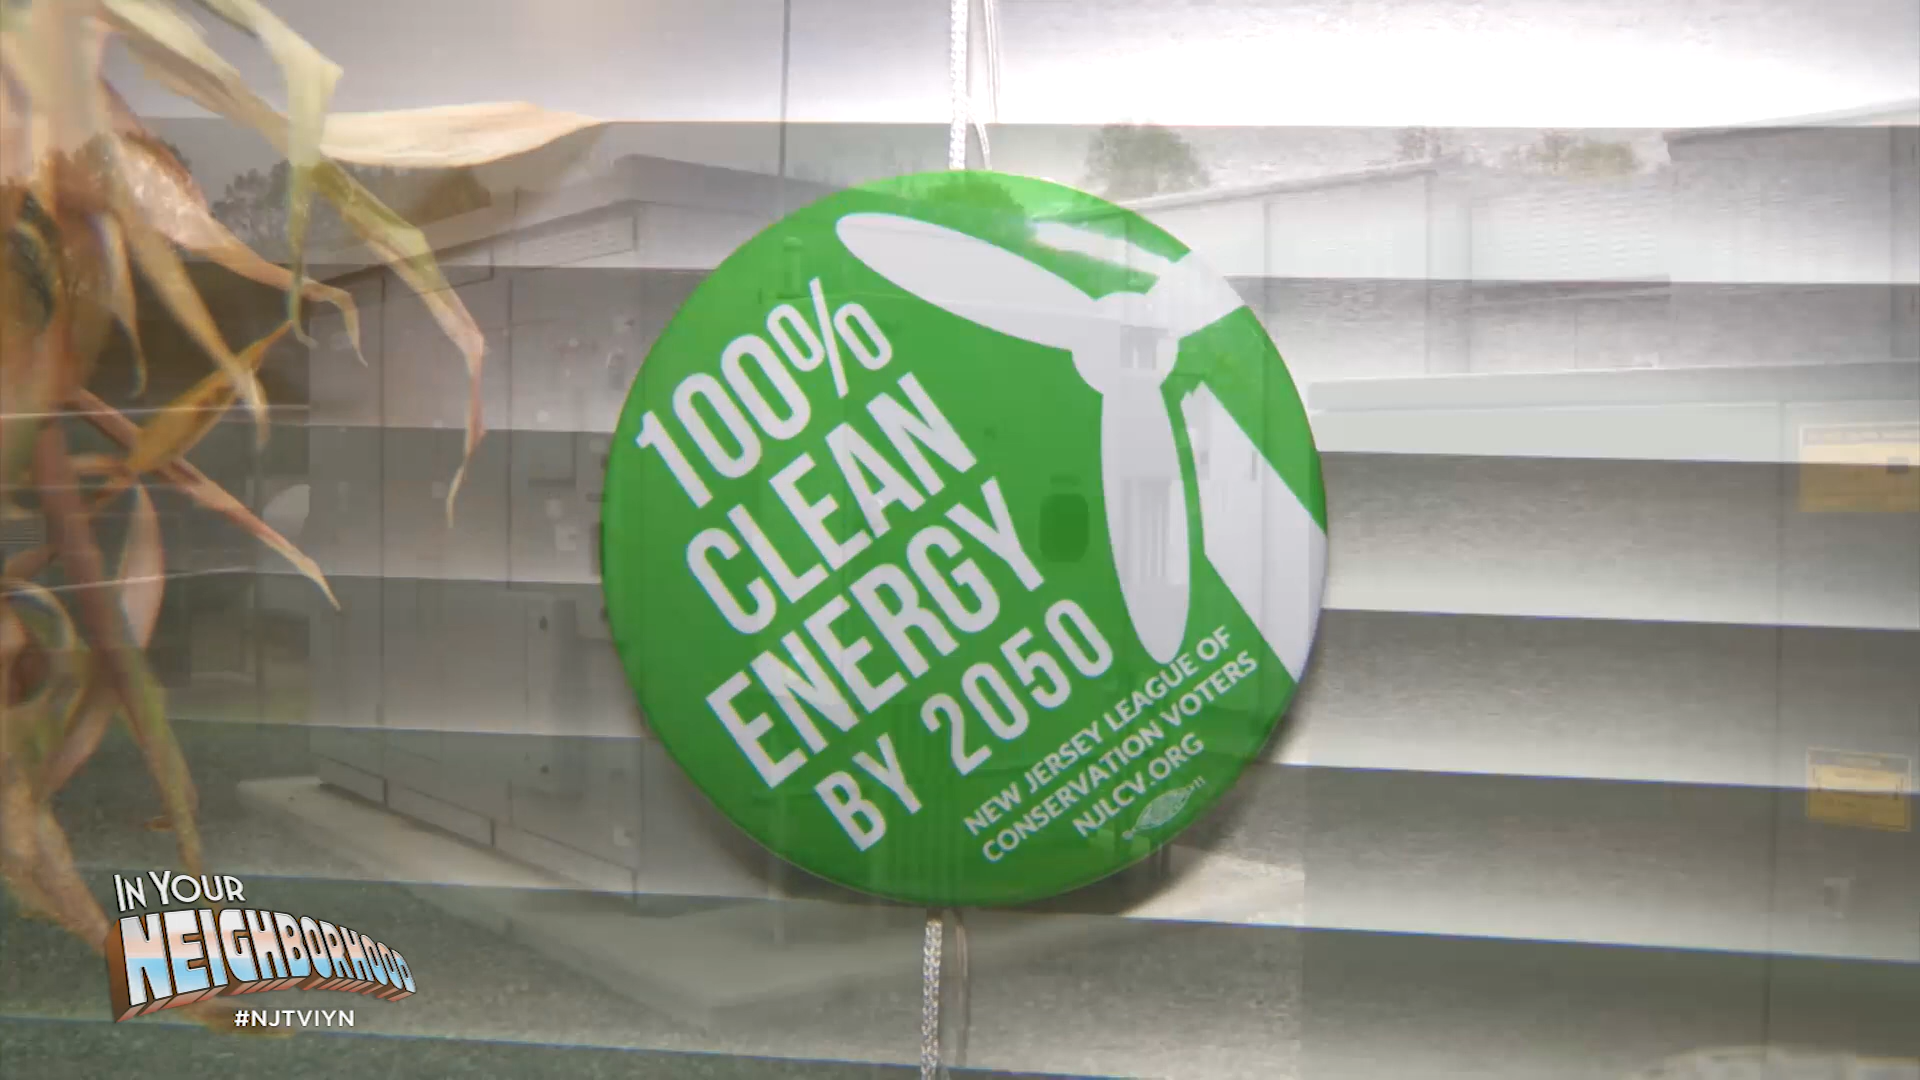 100%
CLEAN
ENERGY
BY 2050
NEW JERSEY LEAGUE OF
CONSERVATION VOTERS
NJLCV.ORG
IN YOUR
NEIGHBORHOOD
#NJTVIYN